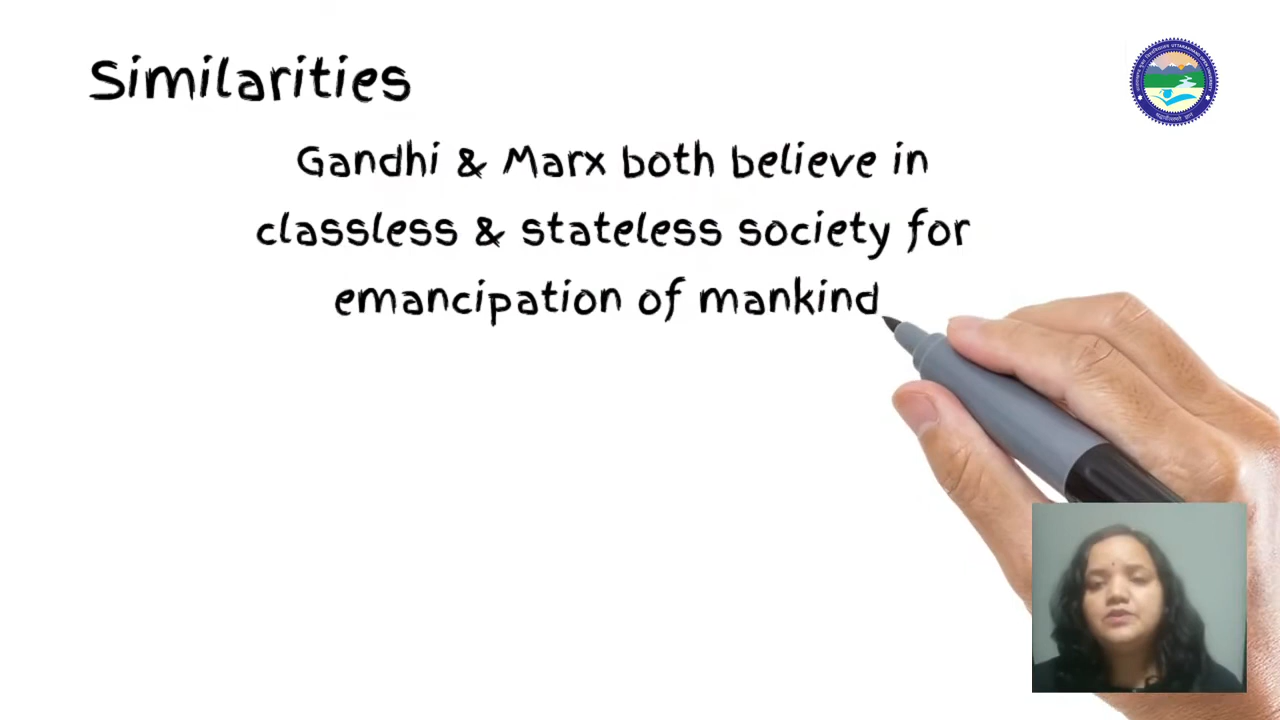 Similarities
Gandhi & Marx both believe in
classless & stateless society for
emancipation of mankind